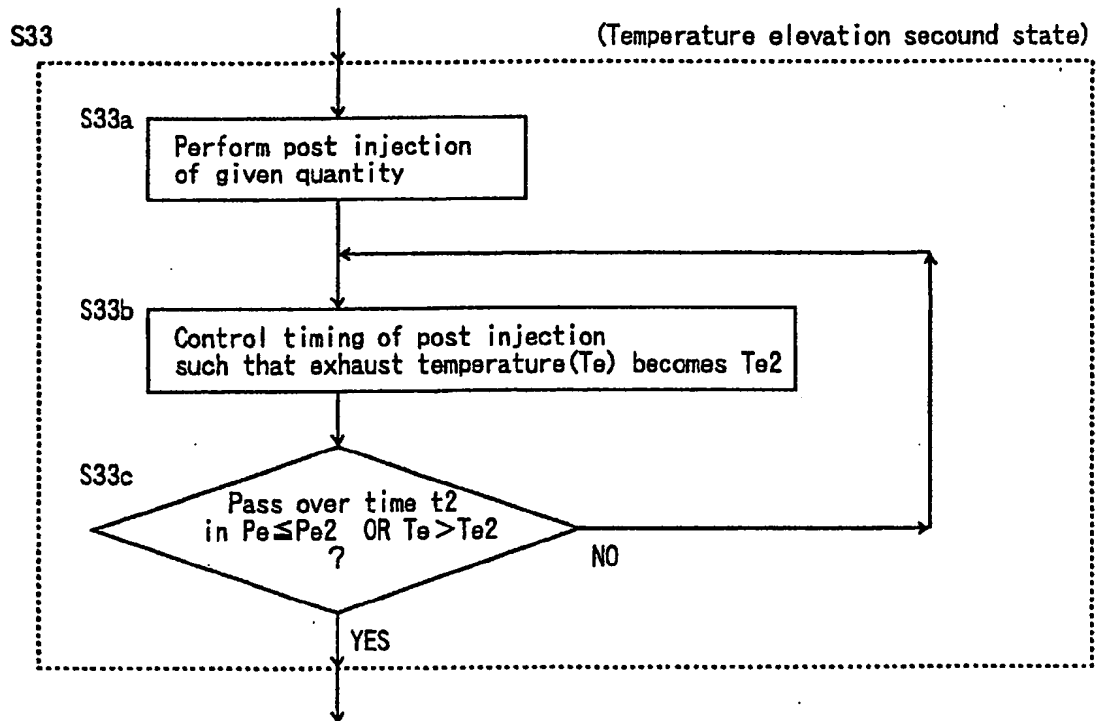 S33
(Temperature elevation secound state)
S33a
Perform post injection
of given quantity
S33b
Control timing of post injection
such that exhaust temperature(Te) becomes Te2
S33c
Pass over time t2
in Pe≦Pe2 OR Te>Te2
?
NO
YES